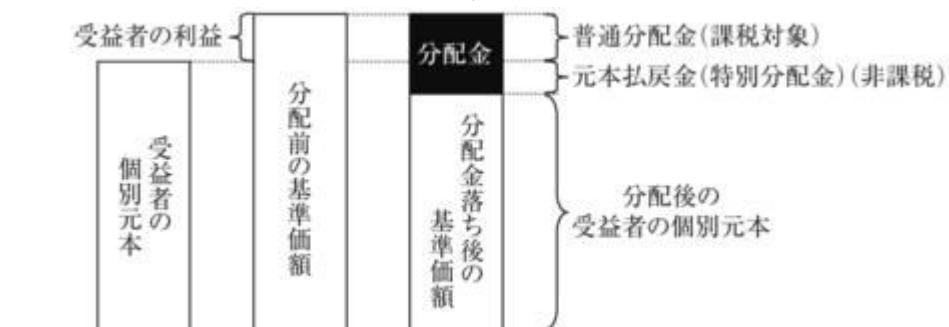 受益者の利益
分配金
普通分配金(課税対象)
元本払戻金(特別分配金)(非課税)
受益者の
個別元本
分配前の基準価額
分配金落ち後の
基準価額
分配後の
受益者の個別元本